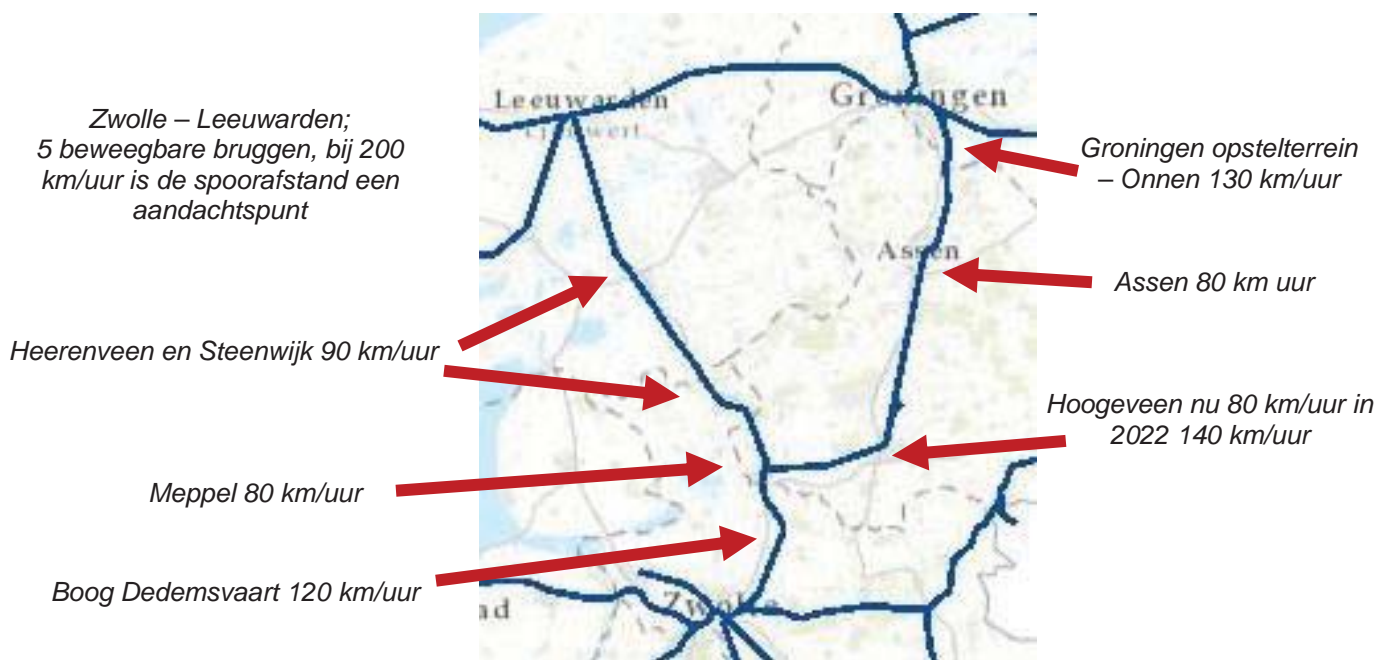 Zwolle – Leeuwarden;
5 beweegbare bruggen, bij 200
km/uur is de spoorafstand een
aandachtspunt
Leeuwarden
Groningen
Groningen opstelterrein
– Onnen 130 km/uur
Assen
Assen 80 km uur
Heerenveen en Steenwijk 90 km/uur
Hoogeveen nu 80 km/uur in
2022 140 km/uur
Meppel 80 km/uur
Boog Dedemsvaart 120 km/uur
ad
Zwolle